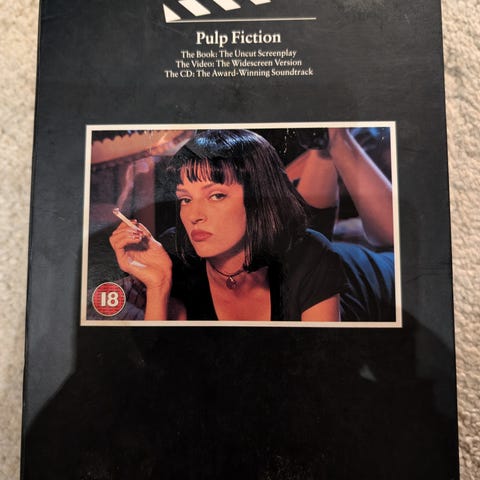 Pulp Fiction
The Book: The Uncut Screenplay
The Video: The Widescreen Version
The CD: The Award-Winning Soundtrack
18